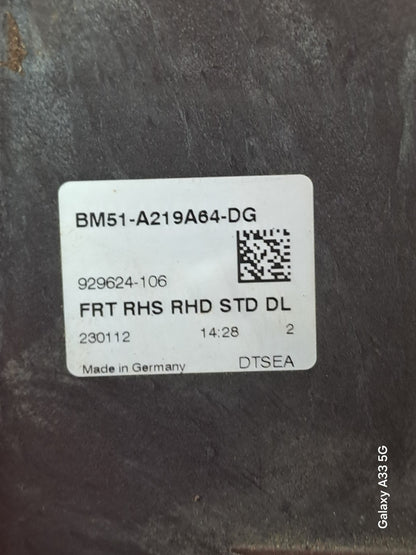 BM51-A219A64-DG
929624-106
FRT RHS RHD STD DL
230112 14:28 2
Made in Germany DTSEA
Galaxy A33 5G